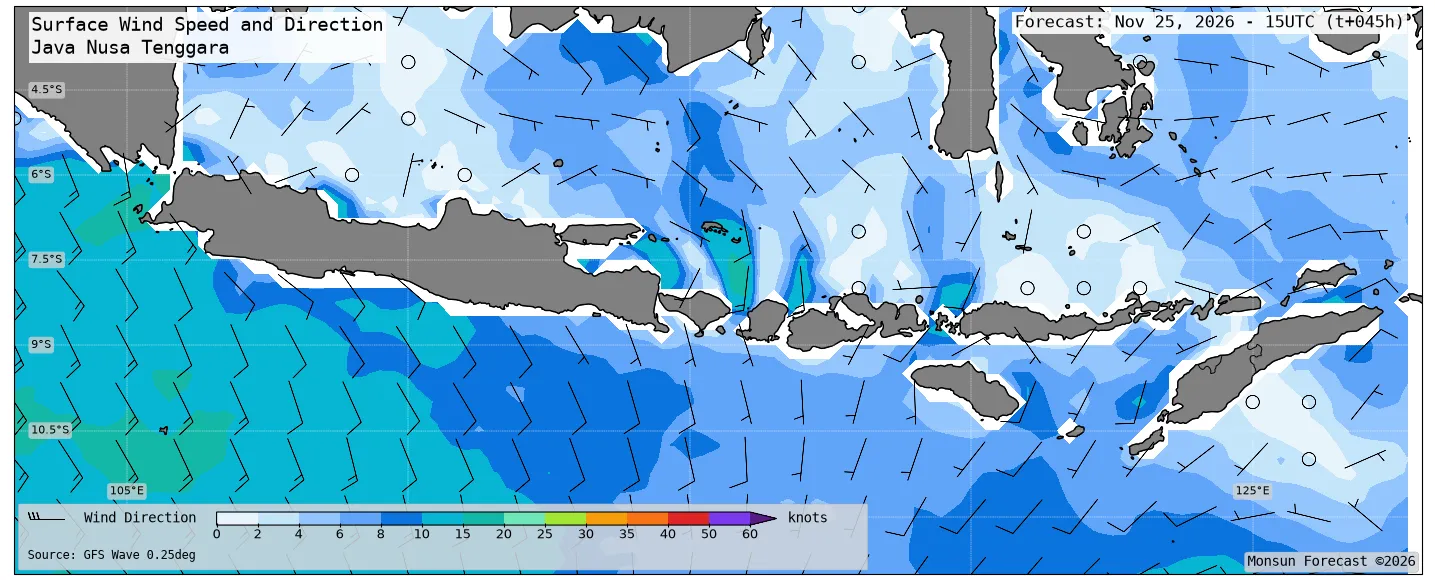 Surface Wind Speed and Direction
Java Nusa Tenggara
Forecast: Nov 25, 2026 - 15UTC (t+045h)
4.5°S
6°S
7.5°S
9°S
10.5°S
105°E
125°E
Wind Direction
0 2 4 6 8 10 15 20 25 30 35 40 50 60
knots
Source: GFS Wave 0.25deg
Monsun Forecast ©2026